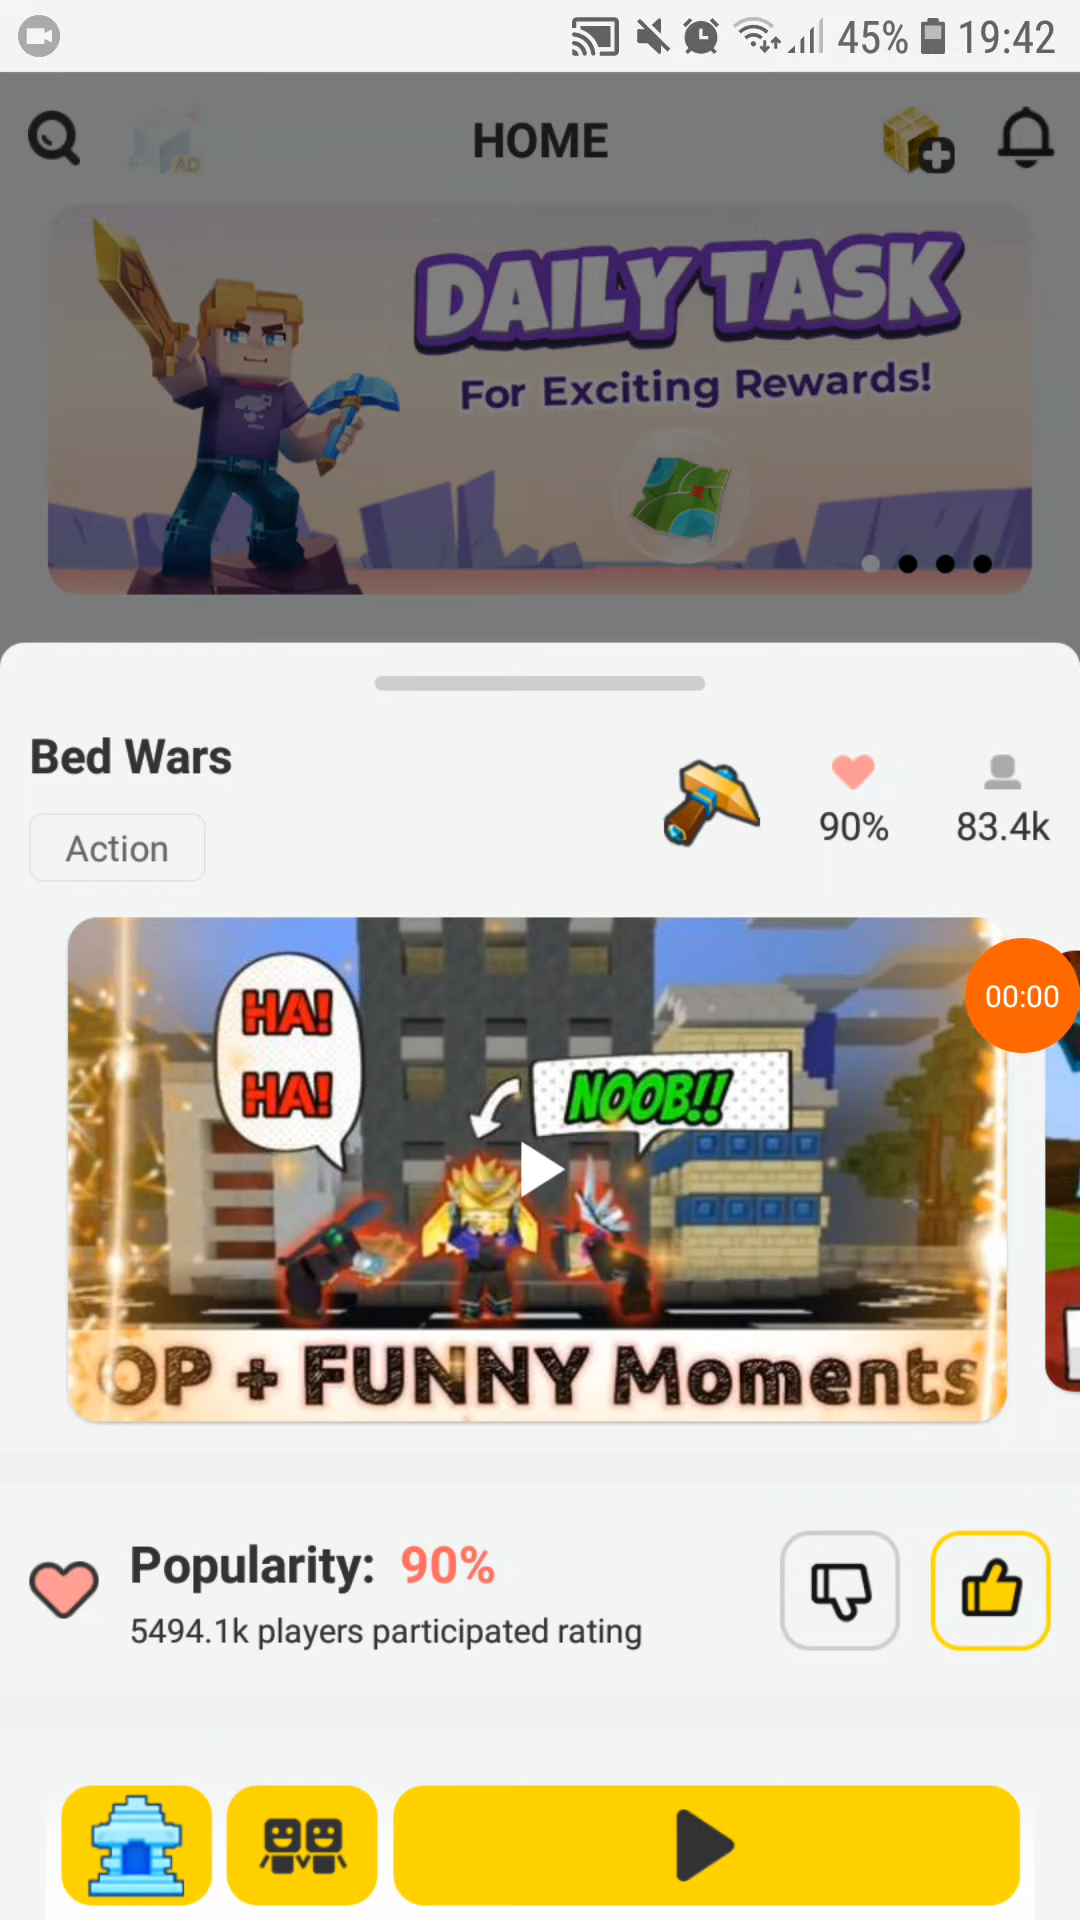 45% 19:42
AD
HOME
DAILY TASK
For Exciting Rewards!
Bed Wars
Action
90%
83.4k
HA!
HA!
NOOB!!
00:00
OP + FUNNY Moments
Popularity: 90%
5494.1k players participated rating